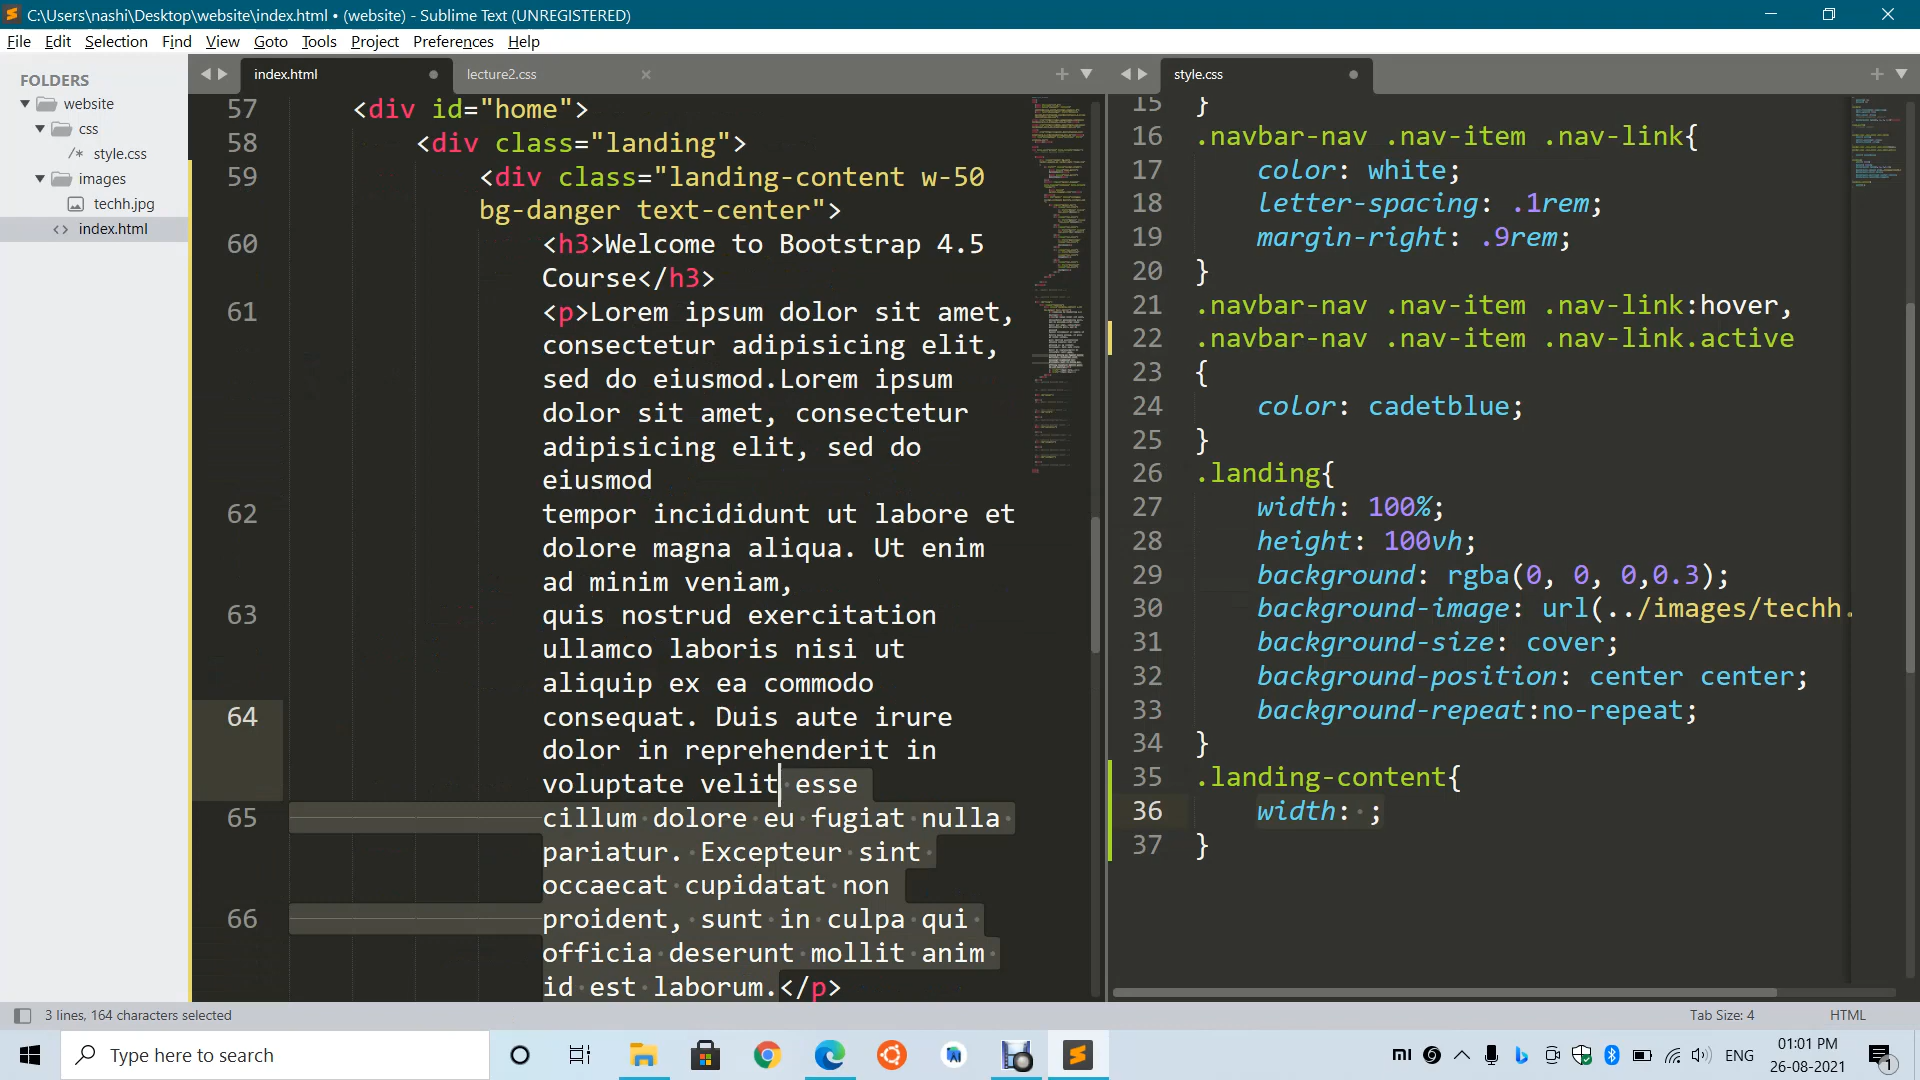 C:\Users\nashi\Desktop\website\index.html • (website) - Sublime Text (UNREGISTERED)
File Edit Selection Find View Goto Tools Project Preferences Help
FOLDERS
website
css
/* style.css
images
techh.jpg
<> index.html
index.html
lecture2.css
57 <div id="home">
58 <div class="landing">
59 <div class="landing-content w-50
bg-danger text-center">
60 <h3>Welcome to Bootstrap 4.5
Course</h3>
61 <p>Lorem ipsum dolor sit amet,
consectetur adipisicing elit,
sed do eiusmod.Lorem ipsum
dolor sit amet, consectetur
adipisicing elit, sed do
eiusmod
62 tempor incididunt ut labore et
dolore magna aliqua. Ut enim
ad minim veniam,
63 quis nostrud exercitation
ullamco laboris nisi ut
aliquip ex ea commodo
64 consequat. Duis aute irure
dolor in reprehenderit in
voluptate velit esse
65 cillum dolore eu fugiat nulla
pariatur. Excepteur sint
occaecat cupidatat non
66 proident, sunt in culpa qui
officia deserunt mollit anim
id est laborum.</p>
style.css
15 }
16 .navbar-nav .nav-item .nav-link{
17 color: white;
18 letter-spacing: .1rem;
19 margin-right: .9rem;
20 }
21 .navbar-nav .nav-item .nav-link:hover,
22 .navbar-nav .nav-item .nav-link.active
23 {
24 color: cadetblue;
25 }
26 .landing{
27 width: 100%;
28 height: 100vh;
29 background: rgba(0, 0, 0,0.3);
30 background-image: url(../images/techh.
31 background-size: cover;
32 background-position: center center;
33 background-repeat:no-repeat;
34 }
35 .landing-content{
36 width: ;
37 }
3 lines, 164 characters selected
Tab Size: 4
HTML
Type here to search
ENG
01:01 PM
26-08-2021
1